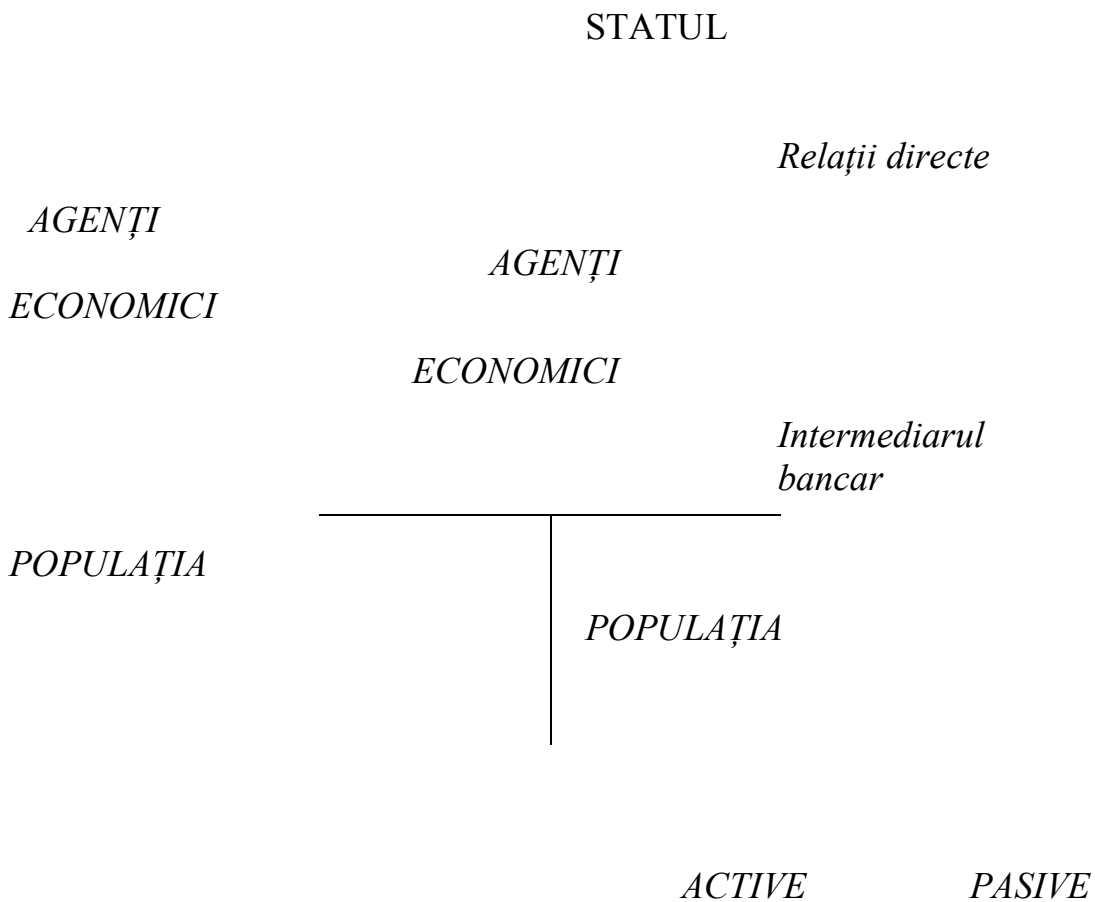 STATUL
Relații directe
AGENȚI
AGENȚI
ECONOMICI
ECONOMICI
Intermediarul
bancar
POPULAȚIA
POPULAȚIA
ACTIVE PASIVE